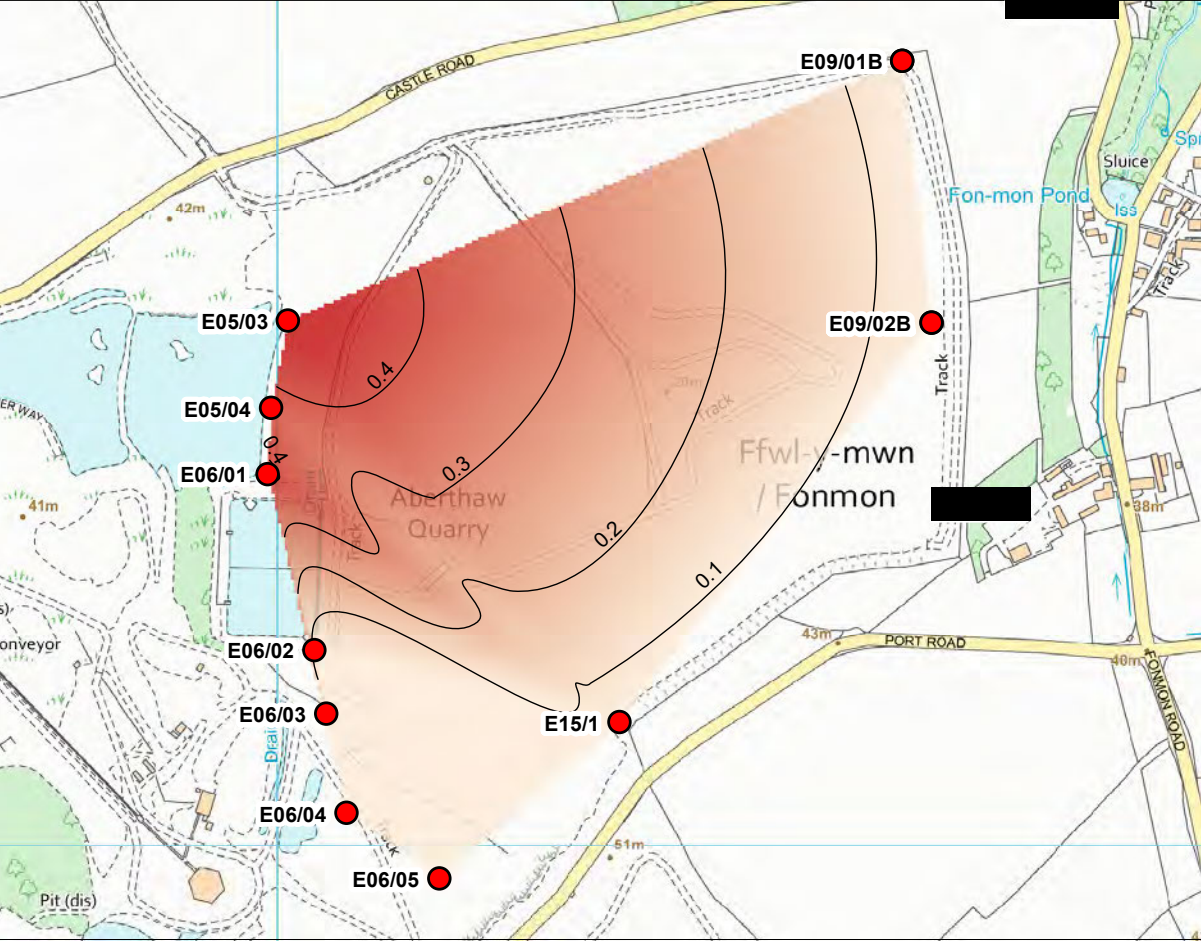 E09/01B
CASTLE ROAD
Sluice
Fon-mon Pond
Iss
42m
Track
E05/03
E09/02B
0.4
Track
20m
E05/04
Track
0.4
0.3
Ffwl-y-mwn
/ Fonmon
E06/01
Aberthaw
Quarry
41m
38m
Track
0.2
0.1
43m
PORT ROAD
40m
E06/02
FONMON ROAD
E06/03
E15/1
E06/04
51m
E06/05
Pit (dis)